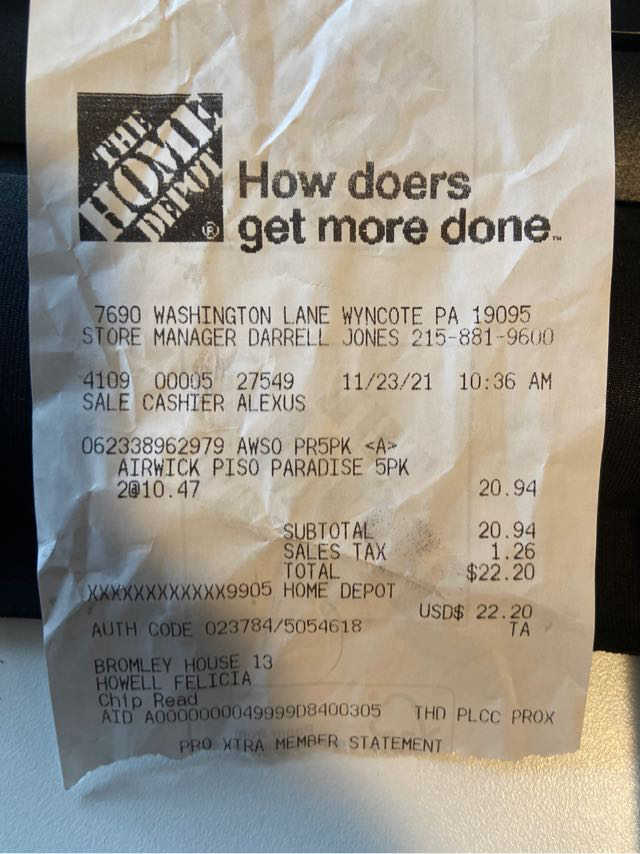 THE
HOME
DEPOT
®
How doers
get more done™
7690 WASHINGTON LANE WYNCOTE PA 19095
STORE MANAGER DARRELL JONES 215-881-9600
4109 00005 27549 11/23/21 10:36 AM
SALE CASHIER ALEXUS
062338962979 AWSO PR5PK <A>
AIRWICK PISO PARADISE 5PK
2@10.47 20.94
SUBTOTAL 20.94
SALES TAX 1.26
TOTAL $22.20
XXXXXXXXXXXX9905 HOME DEPOT
USD$ 22.20
AUTH CODE 023784/5054618 TA
BROMLEY HOUSE 13
HOWELL FELICIA
Chip Read
AID A0000000049999D8400305 THD PLCC PROX
PRO XTRA MEMBER STATEMENT